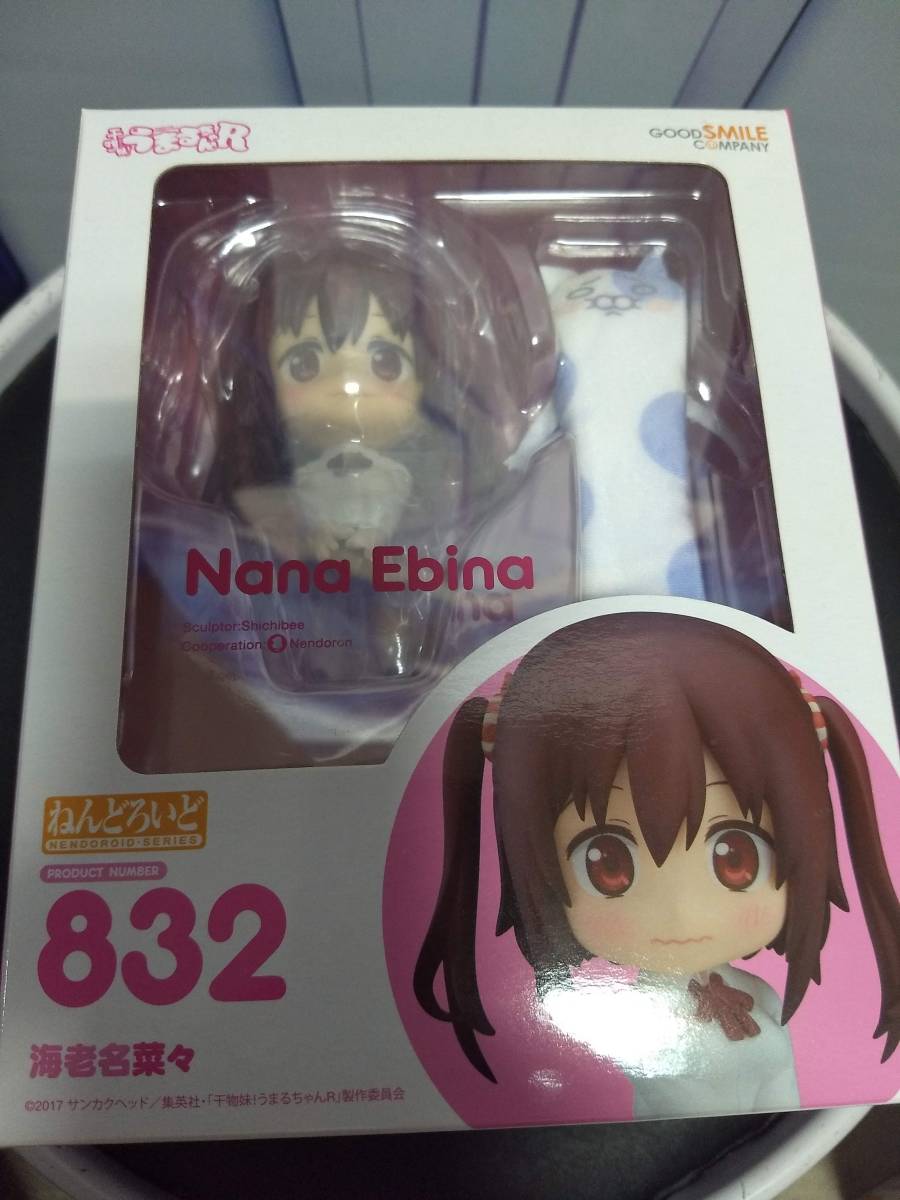 干物妹!うまるちゃんR
GOOD SMILE
COMPANY
Nana Ebina
Sculptor:Shichibee
Cooperation: Nendoron
ねんどろいど
NENDOROID·SERIES
PRODUCT NUMBER
832
海老名菜々
©2017 サンカクヘッド／集英社・「干物妹!うまるちゃんR」製作委員会